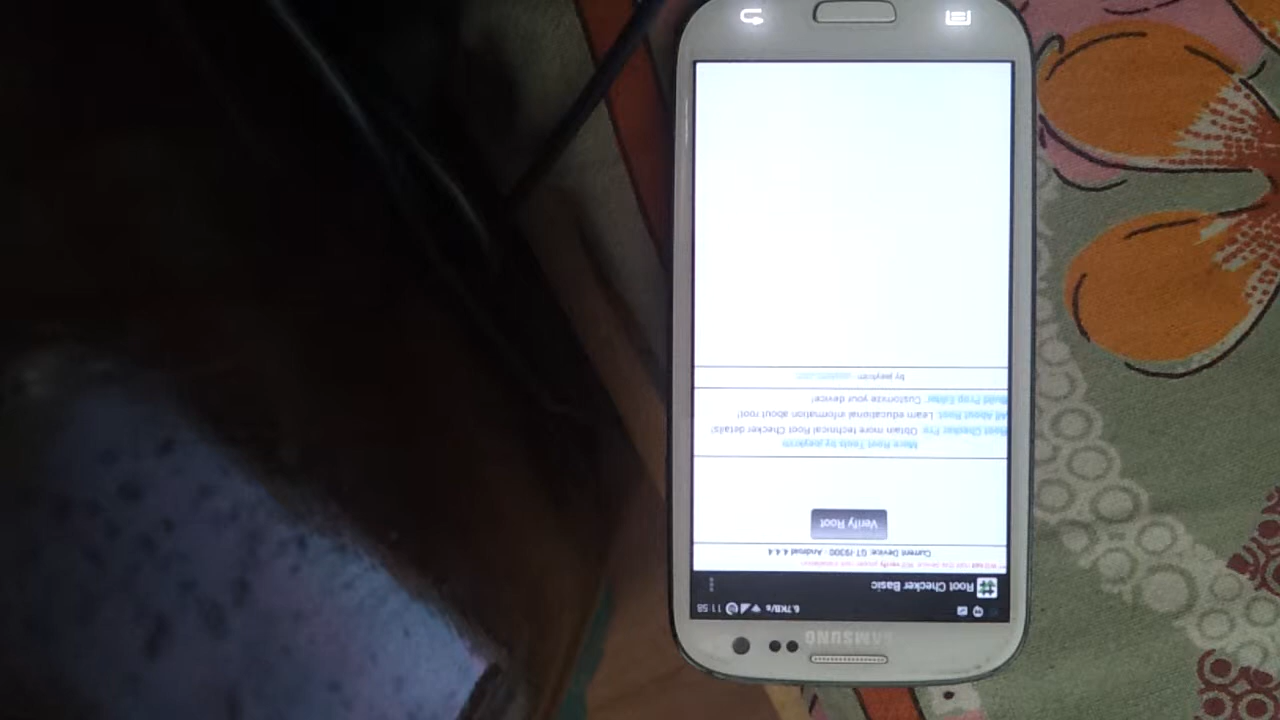 SAMSUNG
6.7KB/s 11:58
Root Checker Basic
Current Device: GT-I9300 : Android 4.4.4
Verify Root
More Root Tools by joeykrim
Root Checker Pro: Obtain more technical Root Checker details!
All About Root: Learn educational information about root!
Build Prop Editor: Customize your device!
by joeykrim